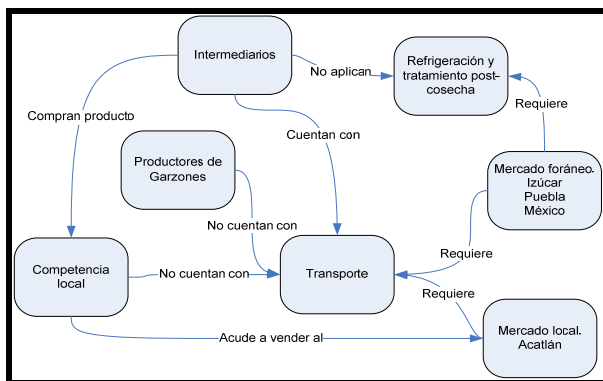 Intermediarios
No aplican
Refrigeración y
tratamiento post-
cosecha
Compran producto
Requiere
Cuentan con
Productores de
Garzones
Mercado foráneo.
Izúcar
Puebla
México
No cuentan con
Competencia
local
No cuentan con
Transporte
Requiere
Requiere
Acude a vender al
Mercado local.
Acatlán